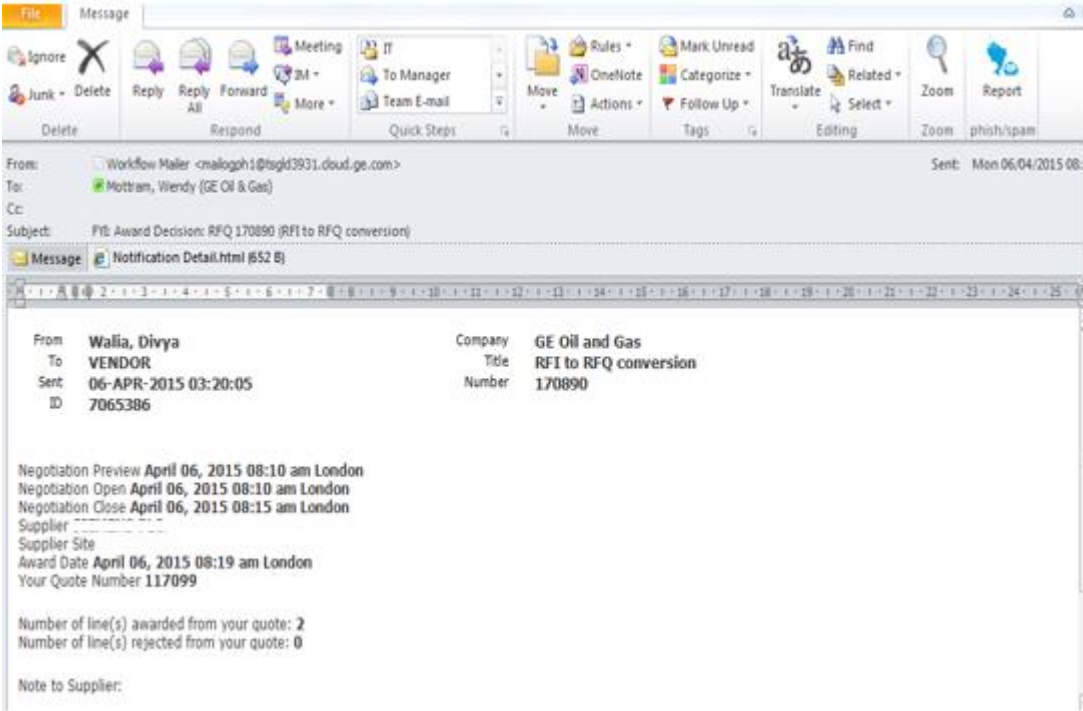 File Message
Ignore
Junk
Delete
Delete
Reply
Reply All
Forward
Meeting
IM
More
Respond
IT
To Manager
Team E-mail
Quick Steps
Move
Rules
OneNote
Actions
Move
Mark Unread
Categorize
Follow Up
Tags
Translate
Find
Related
Select
Editing
Zoom
Zoom
Report
phish/spam
From: Workflow Mailer <mailogph1@tsgld3931.cloud.ge.com> Sent: Mon 06/04/2015 08:
To: Mottram, Wendy (GE Oil & Gas)
Cc:
Subject: FYI: Award Decision: RFQ 170890 (RFI to RFQ conversion)
Message Notification Detail.html (652 B)
From Walia, Divya Company GE Oil and Gas
To VENDOR Title RFI to RFQ conversion
Sent 06-APR-2015 03:20:05 Number 170890
ID 7065386
Negotiation Preview April 06, 2015 08:10 am London
Negotiation Open April 06, 2015 08:10 am London
Negotiation Close April 06, 2015 08:15 am London
Supplier
Supplier Site
Award Date April 06, 2015 08:19 am London
Your Quote Number 117099
Number of line(s) awarded from your quote: 2
Number of line(s) rejected from your quote: 0
Note to Supplier: